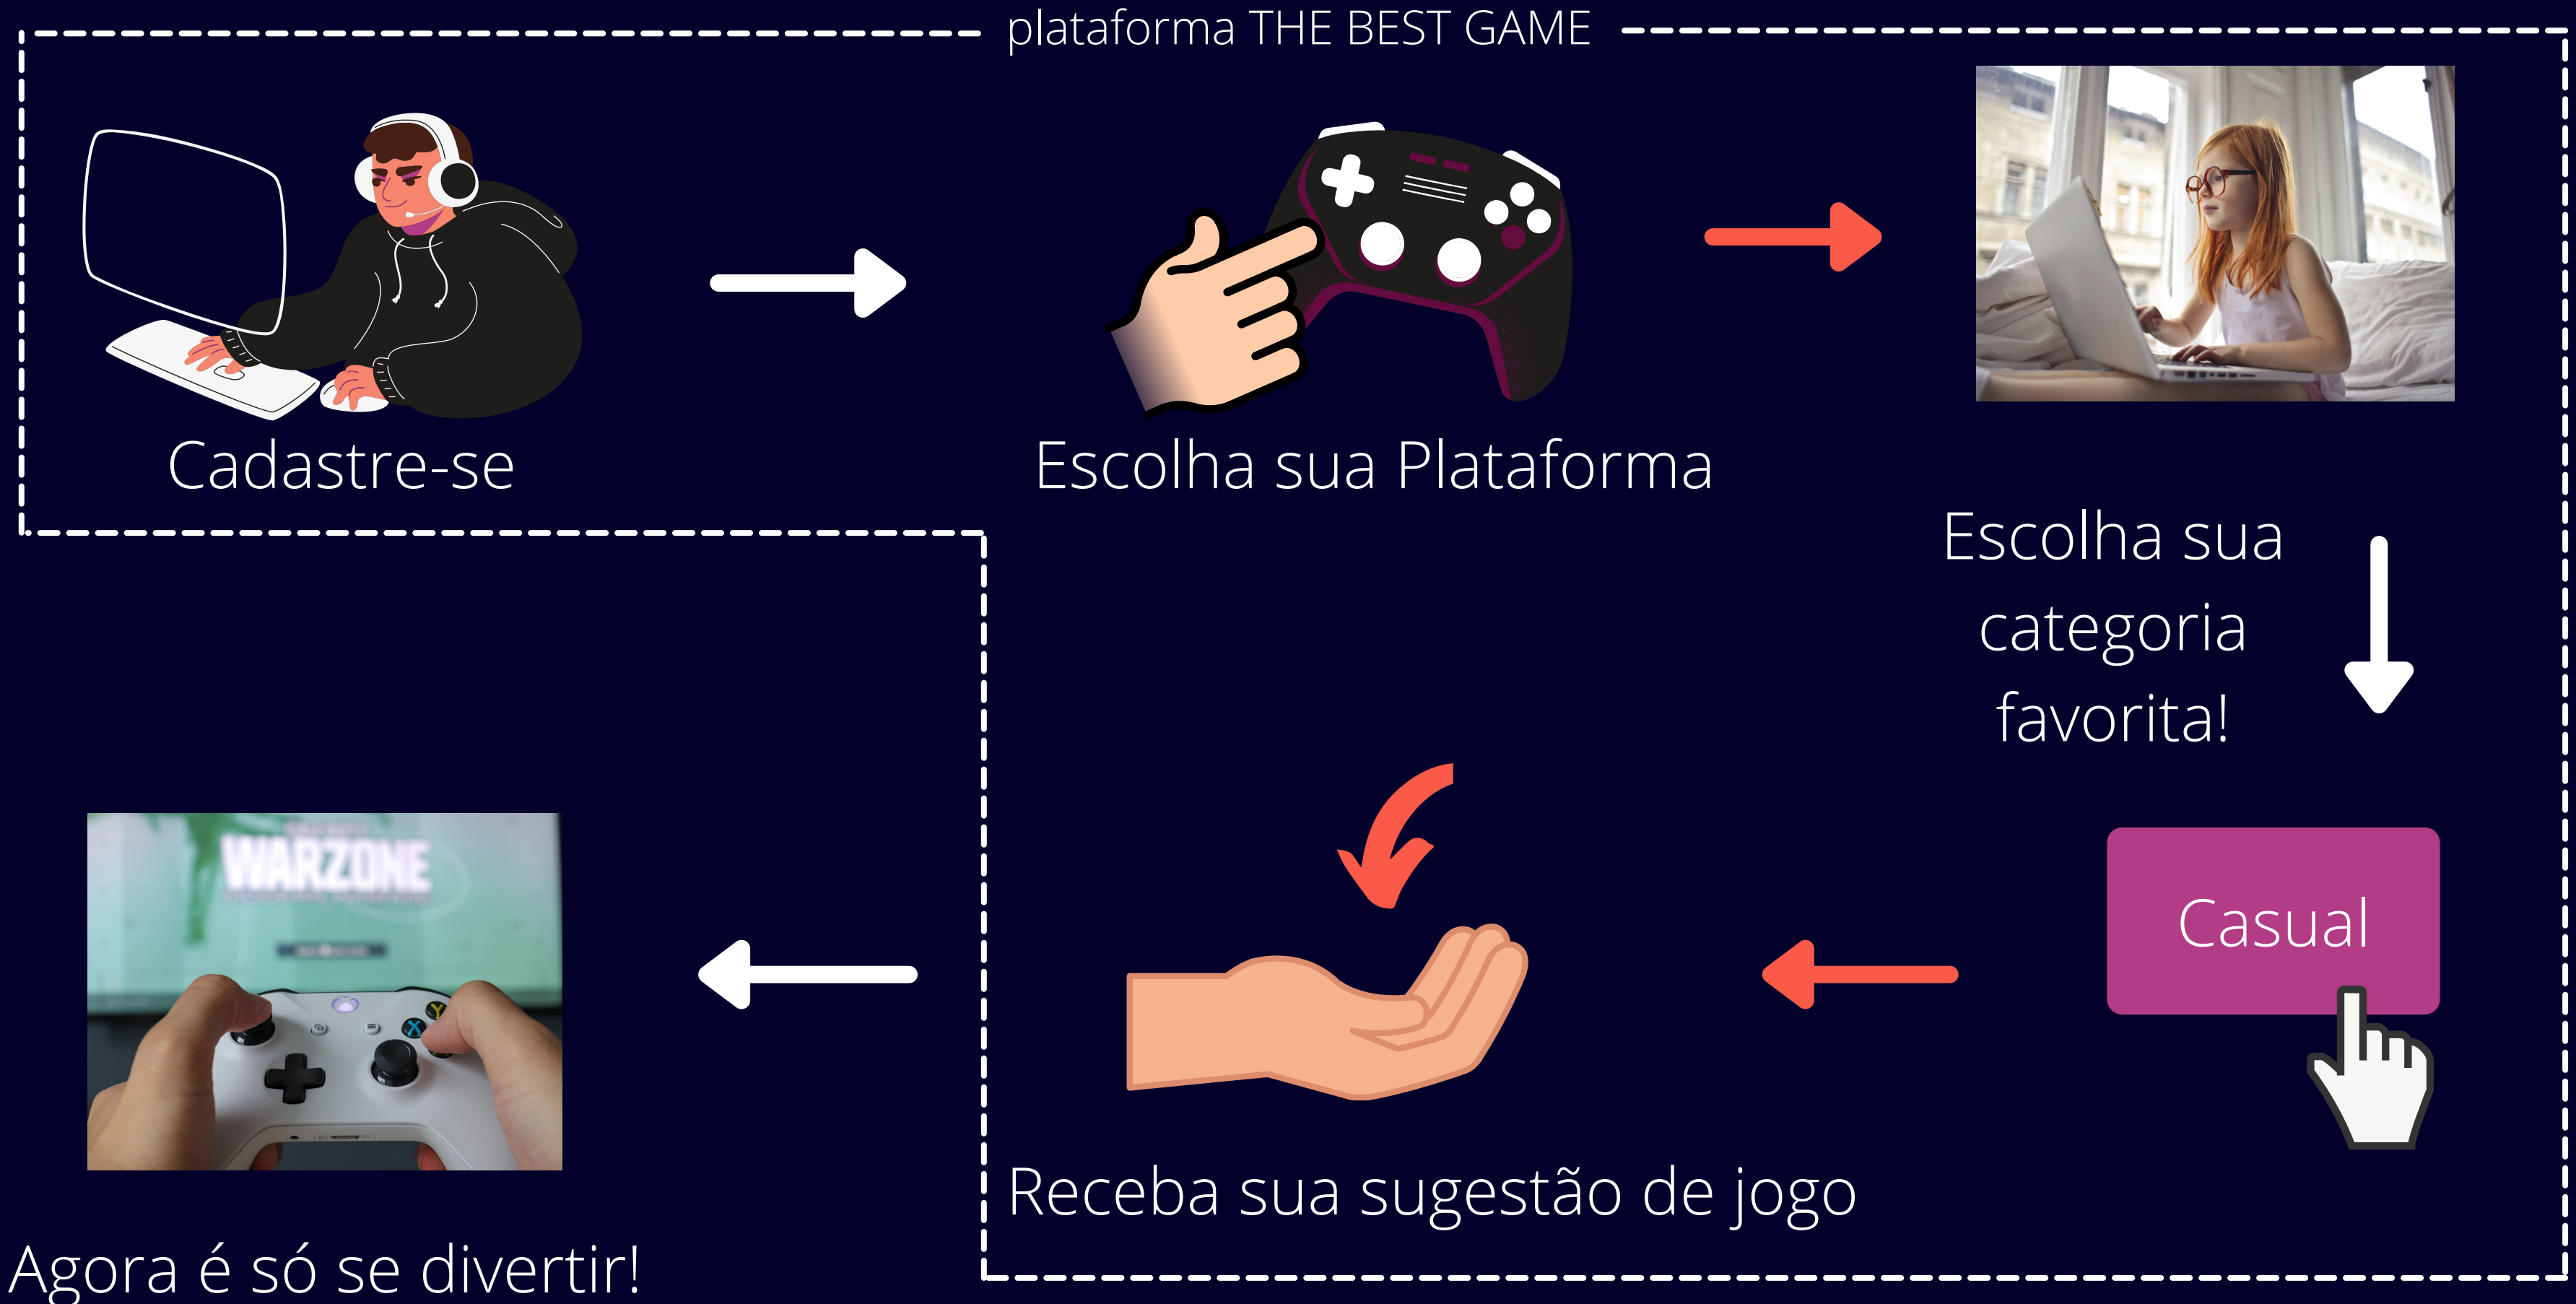 plataforma THE BEST GAME
Cadastre-se
Escolha sua Plataforma
Escolha sua
categoria
favorita!
Casual
Receba sua sugestão de jogo
WARZONE
Y
X
Agora é só se divertir!